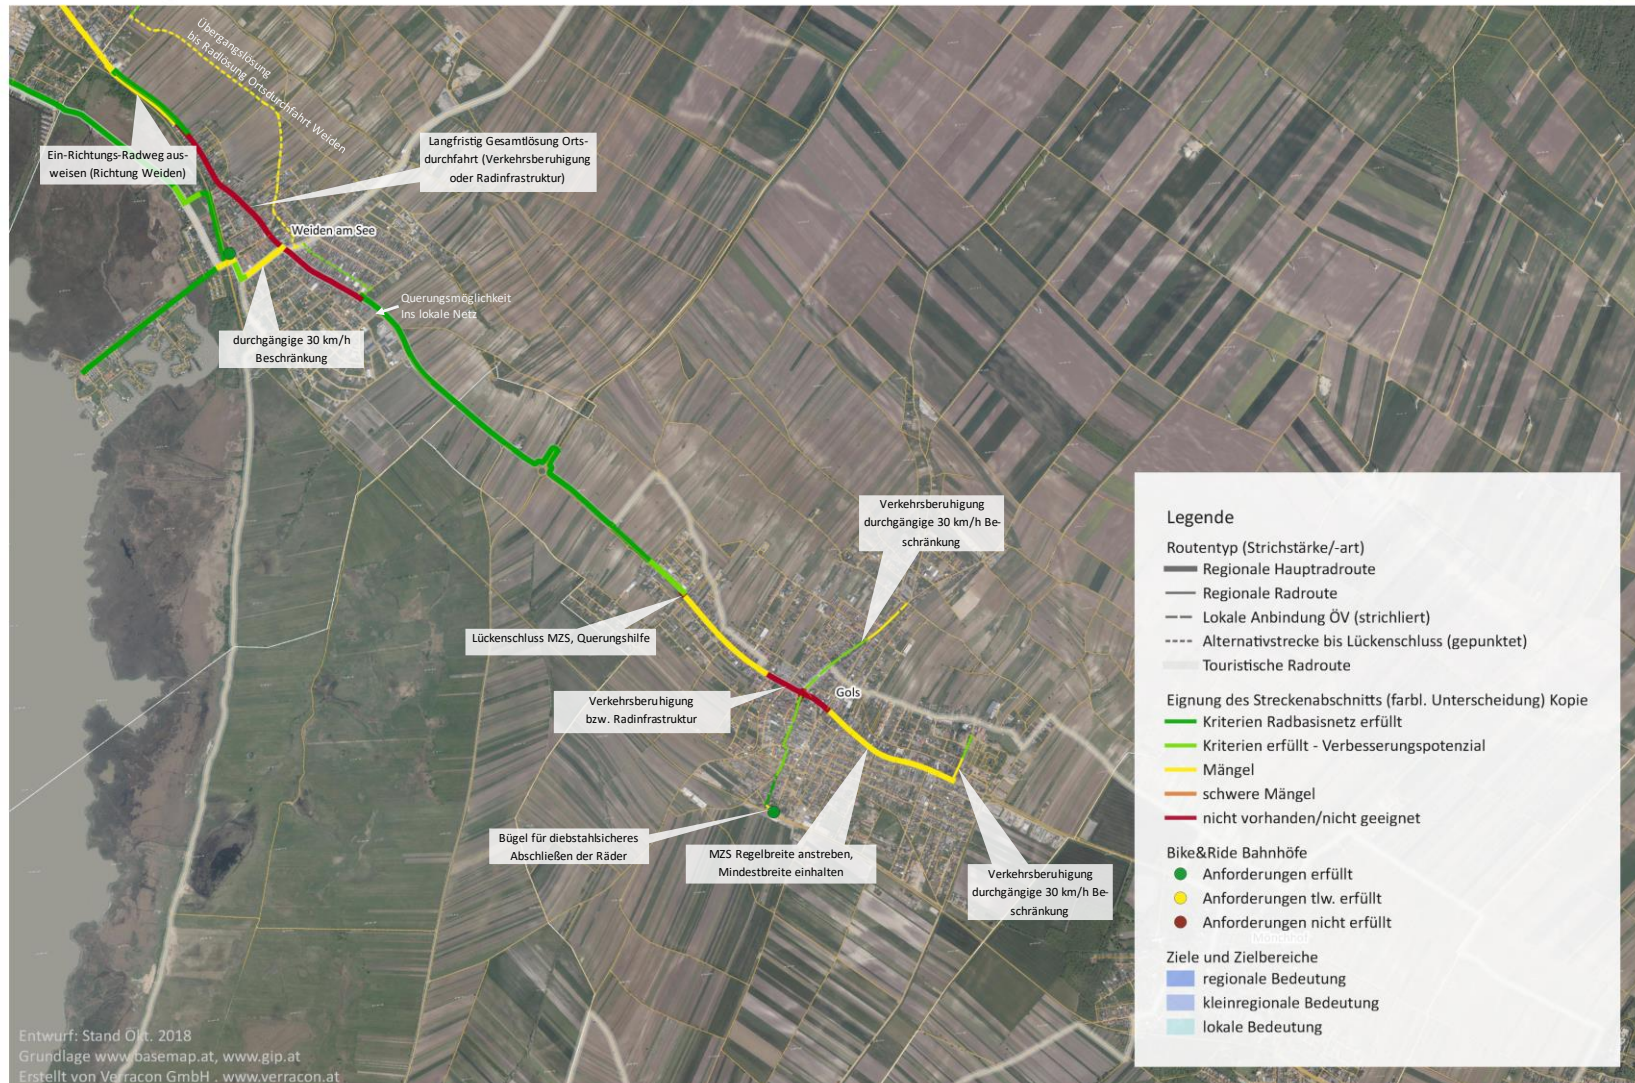 Übergangslösung
bis Radlösung Ortsdurchfahrt Weiden
Ein-Richtungs-Radweg aus-
weisen (Richtung Weiden)
Langfristig Gesamtlösung Orts-
durchfahrt (Verkehrsberuhigung
oder Radinfrastruktur)
Weiden am See
Querungsmöglichkeit
Ins lokale Netz
durchgängige 30 km/h
Beschränkung
Verkehrsberuhigung
durchgängige 30 km/h Be-
schränkung
Lückenschluss MZS, Querungshilfe
Verkehrsberuhigung
bzw. Radinfrastruktur
Gols
Bügel für diebstahlsicheres
Abschließen der Räder
MZS Regelbreite anstreben,
Mindestbreite einhalten
Verkehrsberuhigung
durchgängige 30 km/h Be-
schränkung
Legende
Routentyp (Strichstärke/-art)
Regionale Hauptradroute
Regionale Radroute
Lokale Anbindung ÖV (strichliert)
Alternativstrecke bis Lückenschluss (gepunktet)
Touristische Radroute
Eignung des Streckenabschnitts (farbl. Unterscheidung) Kopie
Kriterien Radbasisnetz erfüllt
Kriterien erfüllt - Verbesserungspotenzial
Mängel
schwere Mängel
nicht vorhanden/nicht geeignet
Bike&Ride Bahnhöfe
Anforderungen erfüllt
Anforderungen tlw. erfüllt
Anforderungen nicht erfüllt
Mönchhof
Ziele und Zielbereiche
regionale Bedeutung
kleinregionale Bedeutung
lokale Bedeutung
Entwurf: Stand Okt. 2018
Grundlage www.basemap.at, www.gip.at
Erstellt von Verracon GmbH . www.verracon.at